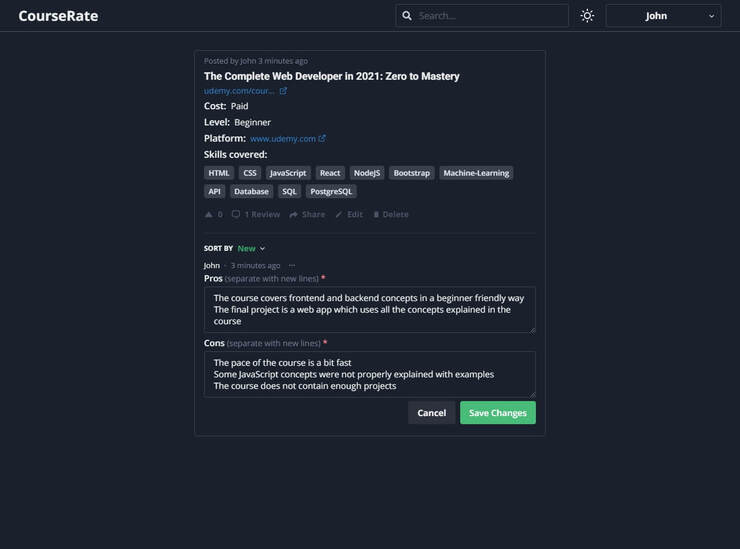 CourseRate
Search...
John
Posted by John 3 minutes ago
The Complete Web Developer in 2021: Zero to Mastery
udemy.com/cour...
Cost: Paid
Level: Beginner
Platform: www.udemy.com
Skills covered:
HTML CSS JavaScript React NodeJS Bootstrap Machine-Learning
API Database SQL PostgreSQL
0 1 Review Share Edit Delete
SORT BY New
John · 3 minutes ago ...
Pros (separate with new lines) *
The course covers frontend and backend concepts in a beginner friendly way
The final project is a web app which uses all the concepts explained in the
course
Cons (separate with new lines) *
The pace of the course is a bit fast
Some JavaScript concepts were not properly explained with examples
The course does not contain enough projects
Cancel Save Changes